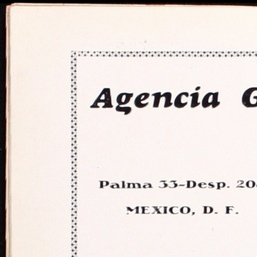 Agencia G
Palma 33-Desp. 20
MEXICO, D. F.